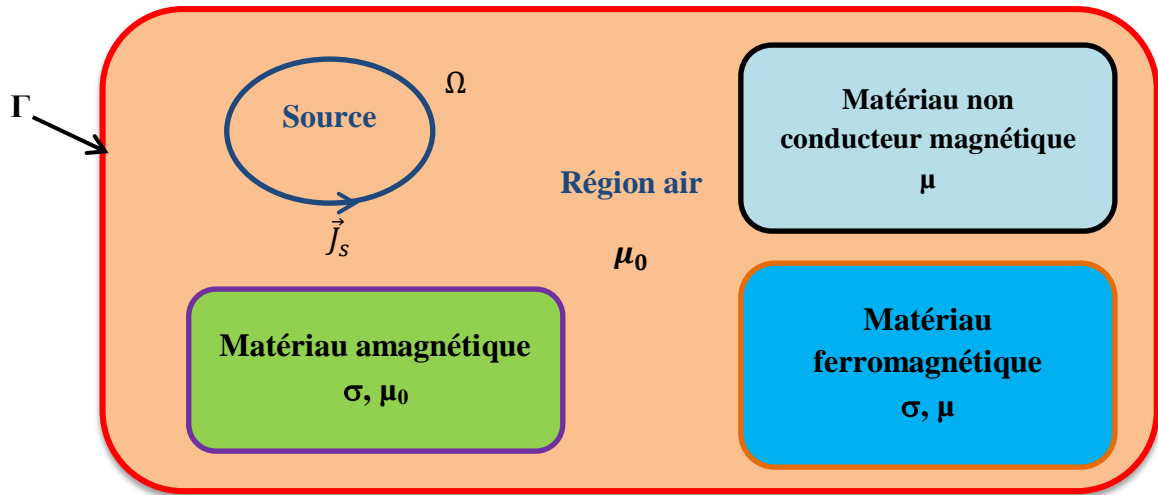 Γ
Source
Ω
J⃗ₛ
Région air
μ₀
Matériau non
conducteur magnétique
μ
Matériau amagnétique
σ, μ₀
Matériau
ferromagnétique
σ, μ